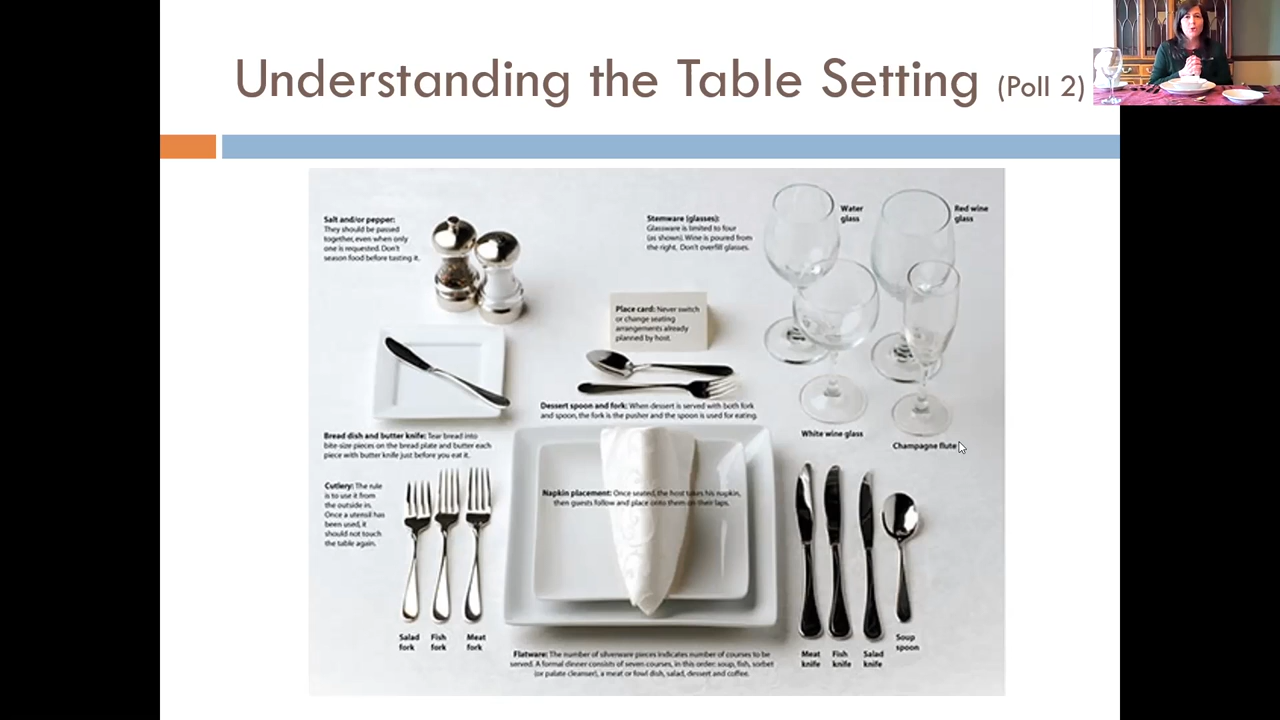 Understanding the Table Setting (Poll 2)
Salt and/or pepper:
They should be passed
together, even when only
one is requested. Don't
season food before tasting it.
Stemware (glasses):
Glassware is limited to four
(as shown). Wine is poured from
the right, Don't overfill glasses.
Water
glass
Red wine
glass
Place card: Never switch
or change seating
arrangements already
planned by host.
Dessert spoon and fork: When dessert is served with both fork
and spoon, the fork is the pusher and the spoon is used for eating.
White wine glass
Champagne flute
Bread dish and butter knife: Tear bread into
bite-size pieces on the bread plate and butter each
piece with butter knife just before you eat it.
Cutlery: The rule
is to use it from
the outside in.
Once a utensil has
been used, it
should not touch
the table again.
Napkin placement: Once seated, the host takes his napkin,
then guests follow and place onto them on their laps.
Salad
fork
Fish
fork
Meat
fork
Meat
knife
Fish
knife
Salad
knife
Soup
spoon
Flatware: The number of silverware pieces indicates number of courses to be
served. A formal dinner consists of seven courses, in this order: soup, fish, sorbet
(or palate cleanser), a meat or fowl dish, salad, dessert and coffee.